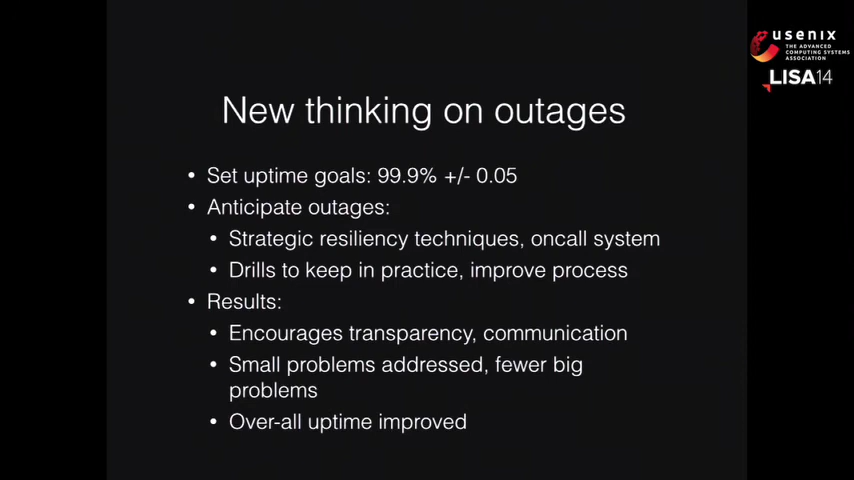 usenix
THE ADVANCED
COMPUTING SYSTEMS
ASSOCIATION
LISA14
New thinking on outages
• Set uptime goals: 99.9% +/- 0.05
• Anticipate outages:
• Strategic resiliency techniques, oncall system
• Drills to keep in practice, improve process
• Results:
• Encourages transparency, communication
• Small problems addressed, fewer big
problems
• Over-all uptime improved